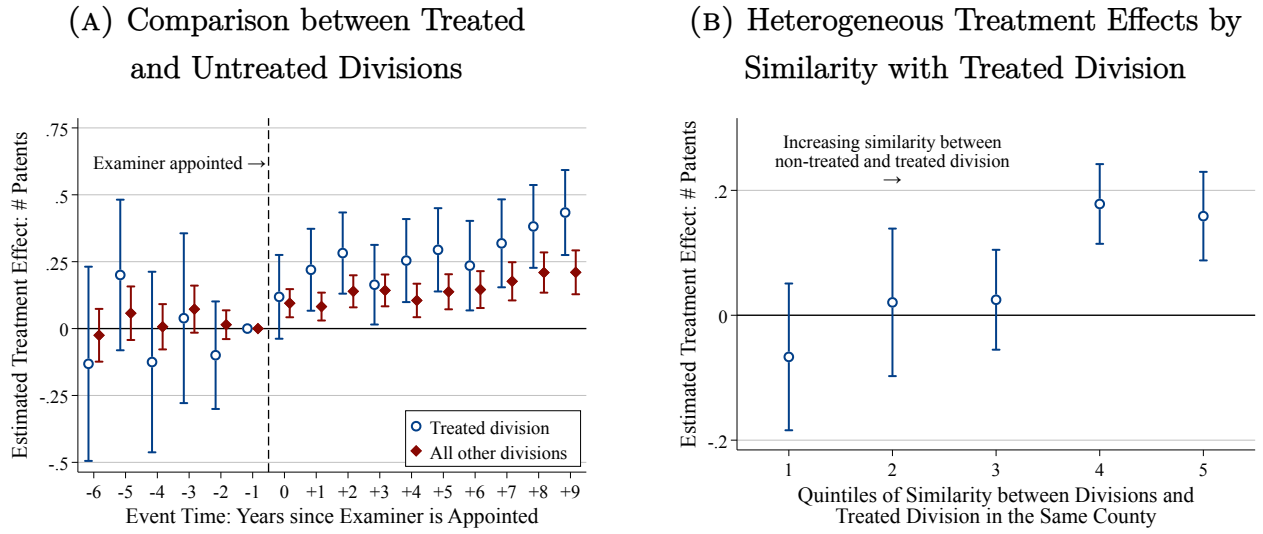 (A) Comparison between Treated
and Untreated Divisions
Estimated Treatment Effect: # Patents
.75
.5
.25
0
-.25
-.5
Examiner appointed →
Treated division
All other divisions
-6 -5 -4 -3 -2 -1 0 +1 +2 +3 +4 +5 +6 +7 +8 +9
Event Time: Years since Examiner is Appointed
(B) Heterogeneous Treatment Effects by
Similarity with Treated Division
Estimated Treatment Effect: # Patents
.2
0
-.2
Increasing similarity between
non-treated and treated division
→
1 2 3 4 5
Quintiles of Similarity between Divisions and
Treated Division in the Same County